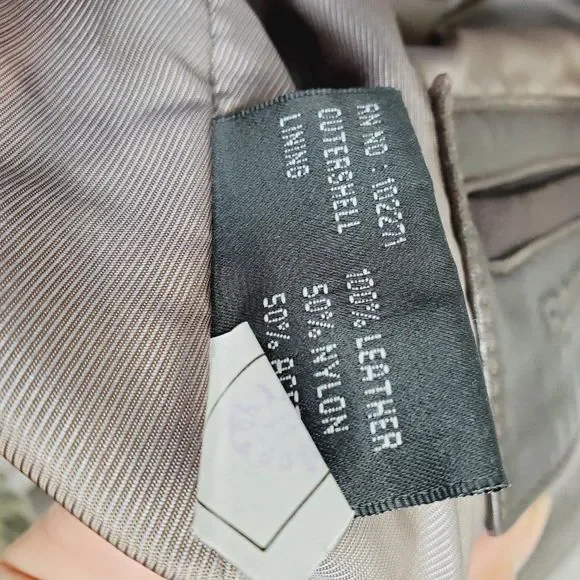 RN NO: 102271
OUTERSHELL 100% LEATHER
LINING 50% NYLON
50%